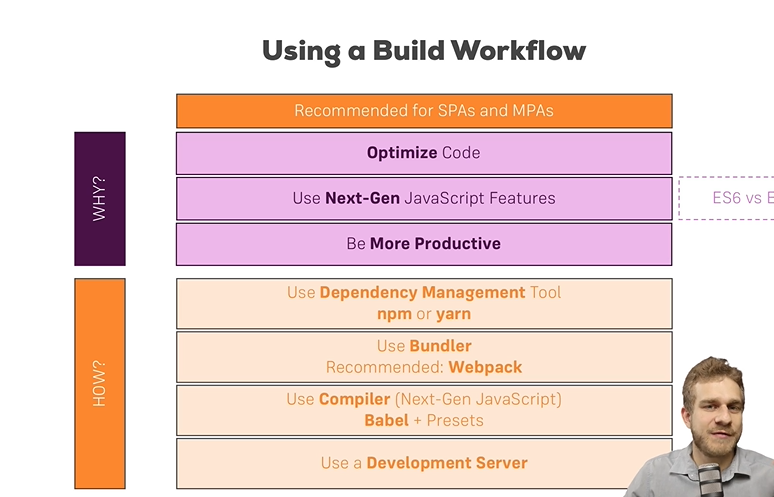 Using a Build Workflow
Recommended for SPAs and MPAs
WHY?
Optimize Code
Use Next-Gen JavaScript Features
ES6 vs
Be More Productive
HOW?
Use Dependency Management Tool
npm or yarn
Use Bundler
Recommended: Webpack
Use Compiler (Next-Gen JavaScript)
Babel + Presets
Use a Development Server